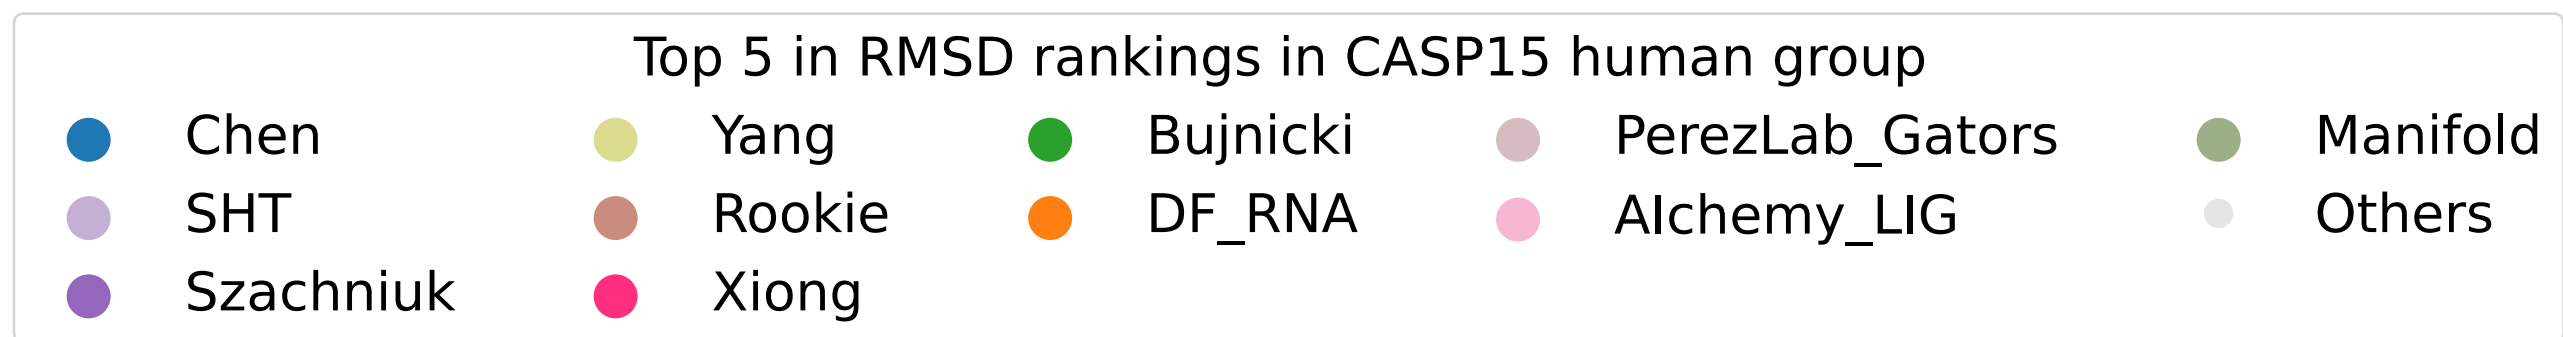 Top 5 in RMSD rankings in CASP15 human group
Chen Yang Bujnicki PerezLab_Gators Manifold
SHT Rookie DF_RNA AIchemy_LIG Others
Szachniuk Xiong